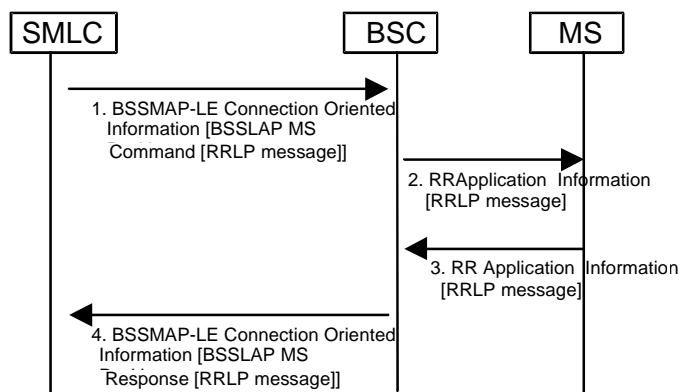 SMLC
BSC
MS
1. BSSMAP-LE Connection Oriented
Information [BSSLAP MS
Command [RRLP message]]
2. RRApplication Information
[RRLP message]
3. RR Application Information
[RRLP message]
4. BSSMAP-LE Connection Oriented
Information [BSSLAP MS
Response [RRLP message]]